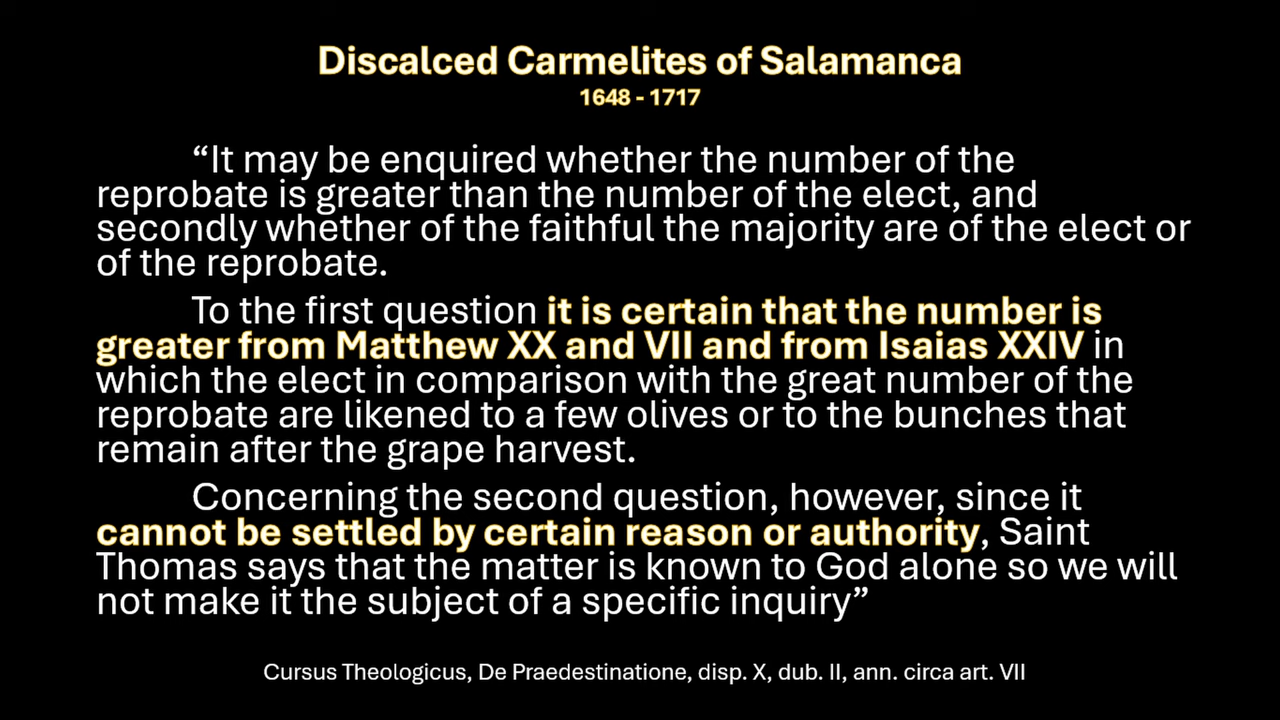 Discalced Carmelites of Salamanca
1648 - 1717
“It may be enquired whether the number of the
reprobate is greater than the number of the elect, and
secondly whether of the faithful the majority are of the elect or
of the reprobate.
To the first question it is certain that the number is
greater from Matthew XX and VII and from Isaias XXIV in
which the elect in comparison with the great number of the
reprobate are likened to a few olives or to the bunches that
remain after the grape harvest.
Concerning the second question, however, since it
cannot be settled by certain reason or authority, Saint
Thomas says that the matter is known to God alone so we will
not make it the subject of a specific inquiry”
Cursus Theologicus, De Praedestinatione, disp. X, dub. II, ann. circa art. VII